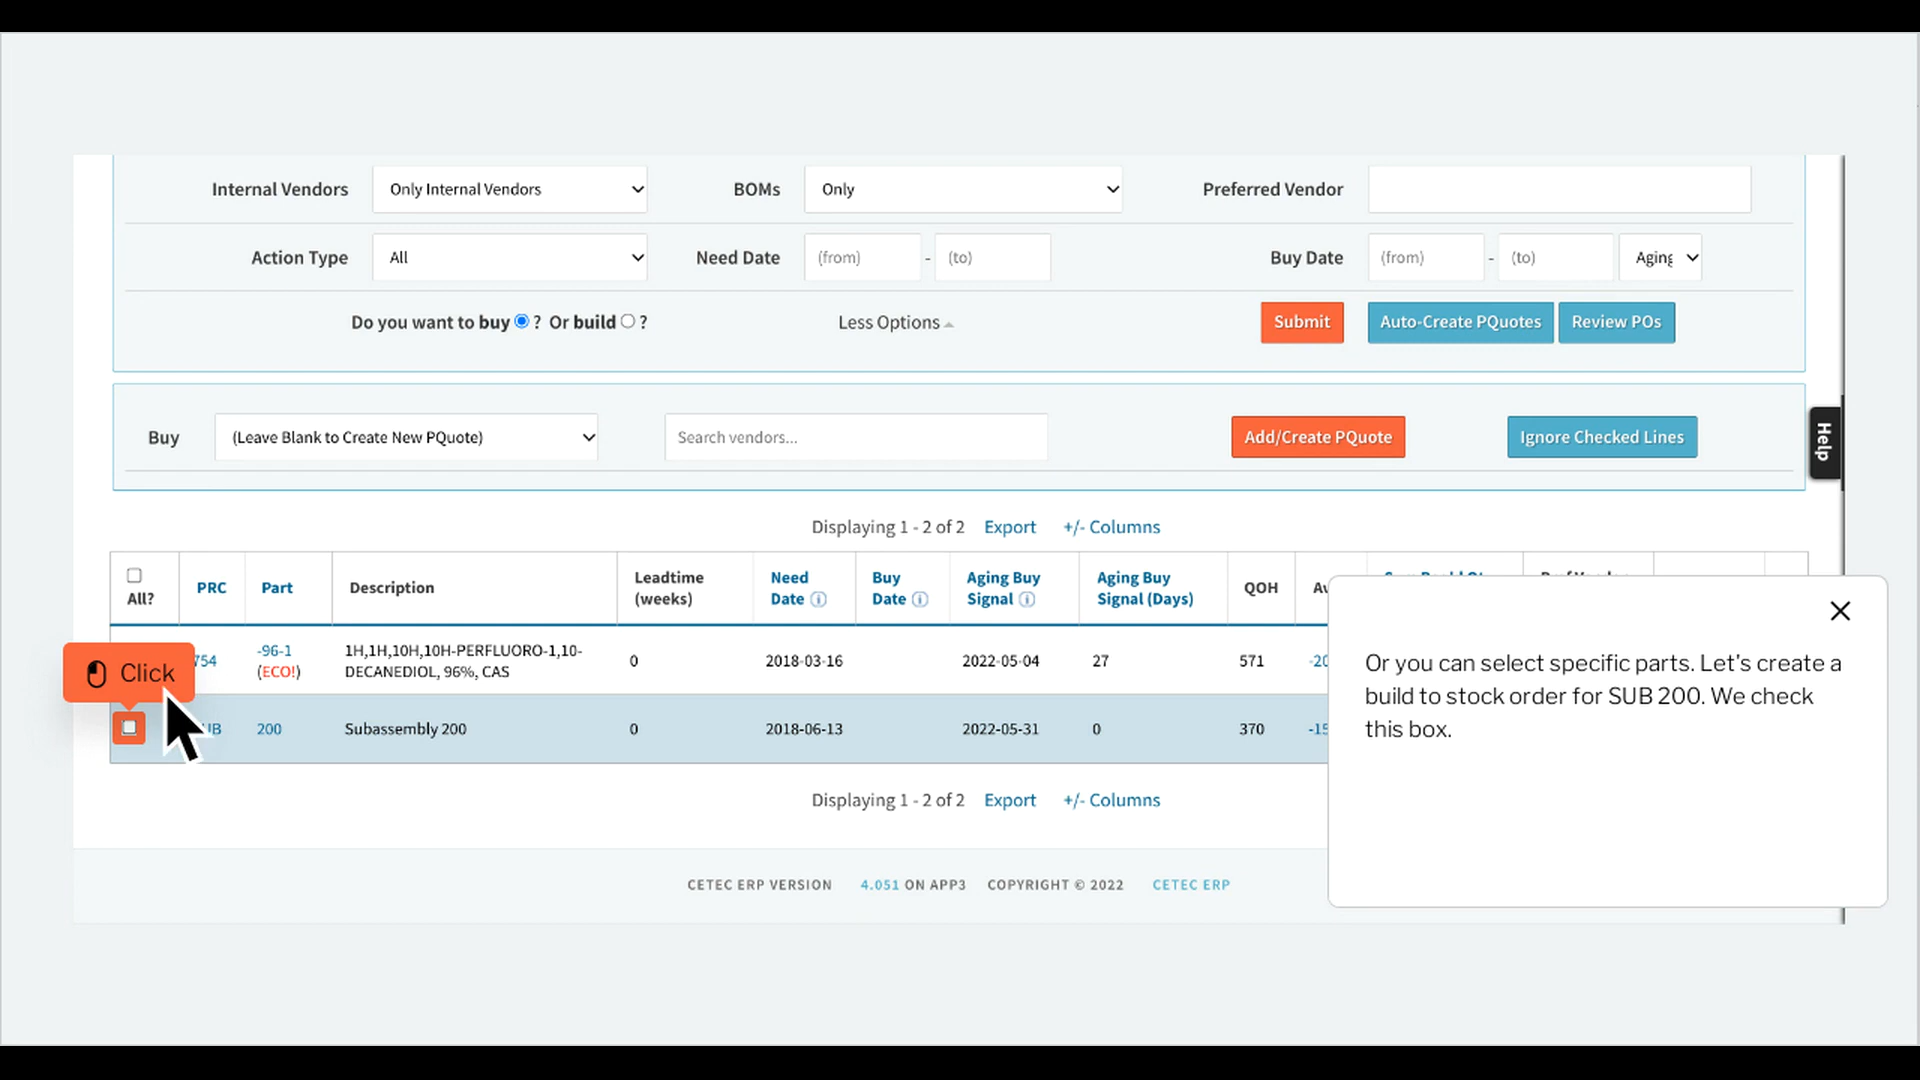 Internal Vendors Only Internal Vendors BOMs Only Preferred Vendor
Action Type All Need Date (from) - (to) Buy Date (from) - (to) Aging
Do you want to buy ? Or build ? Less Options Submit Auto-Create PQuotes Review POs
Buy (Leave Blank to Create New PQuote) Search vendors... Add/Create PQuote Ignore Checked Lines
Help
Displaying 1 - 2 of 2 Export +/- Columns
All? PRC Part Description Leadtime (weeks) Need Date Buy Date Aging Buy Signal Aging Buy Signal (Days) QOH
754 -96-1 (ECO!) 1H,1H,10H,10H-PERFLUORO-1,10-
DECANEDIOL, 96%, CAS 0 2018-03-16 2022-05-04 27 571 -20
Click
UB 200 Subassembly 200 0 2018-06-13 2022-05-31 0 370 -15
Displaying 1 - 2 of 2 Export +/- Columns
CETEC ERP VERSION 4.051 ON APP3 COPYRIGHT © 2022 CETEC ERP
Or you can select specific parts. Let's create a
build to stock order for SUB 200. We check
this box.